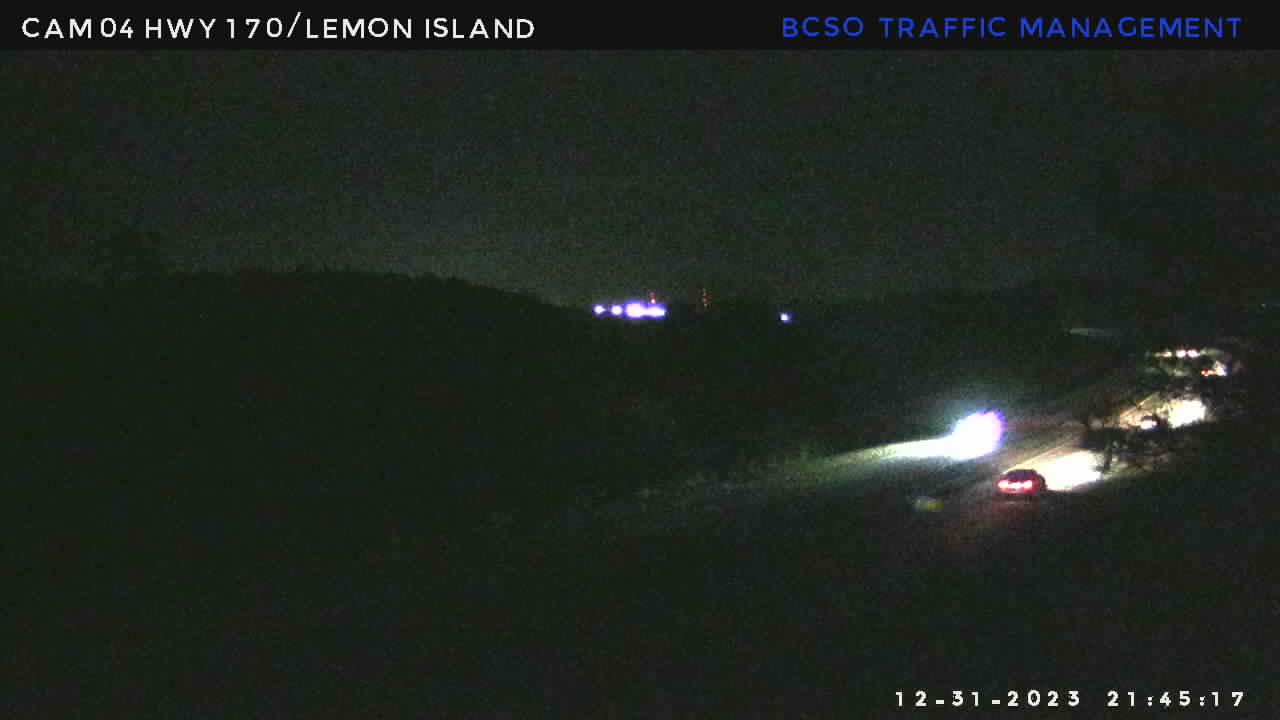 CAM04 HWY 170/LEMON ISLAND
BCSO TRAFFIC MANAGEMENT
12-31-2023 21:45:17